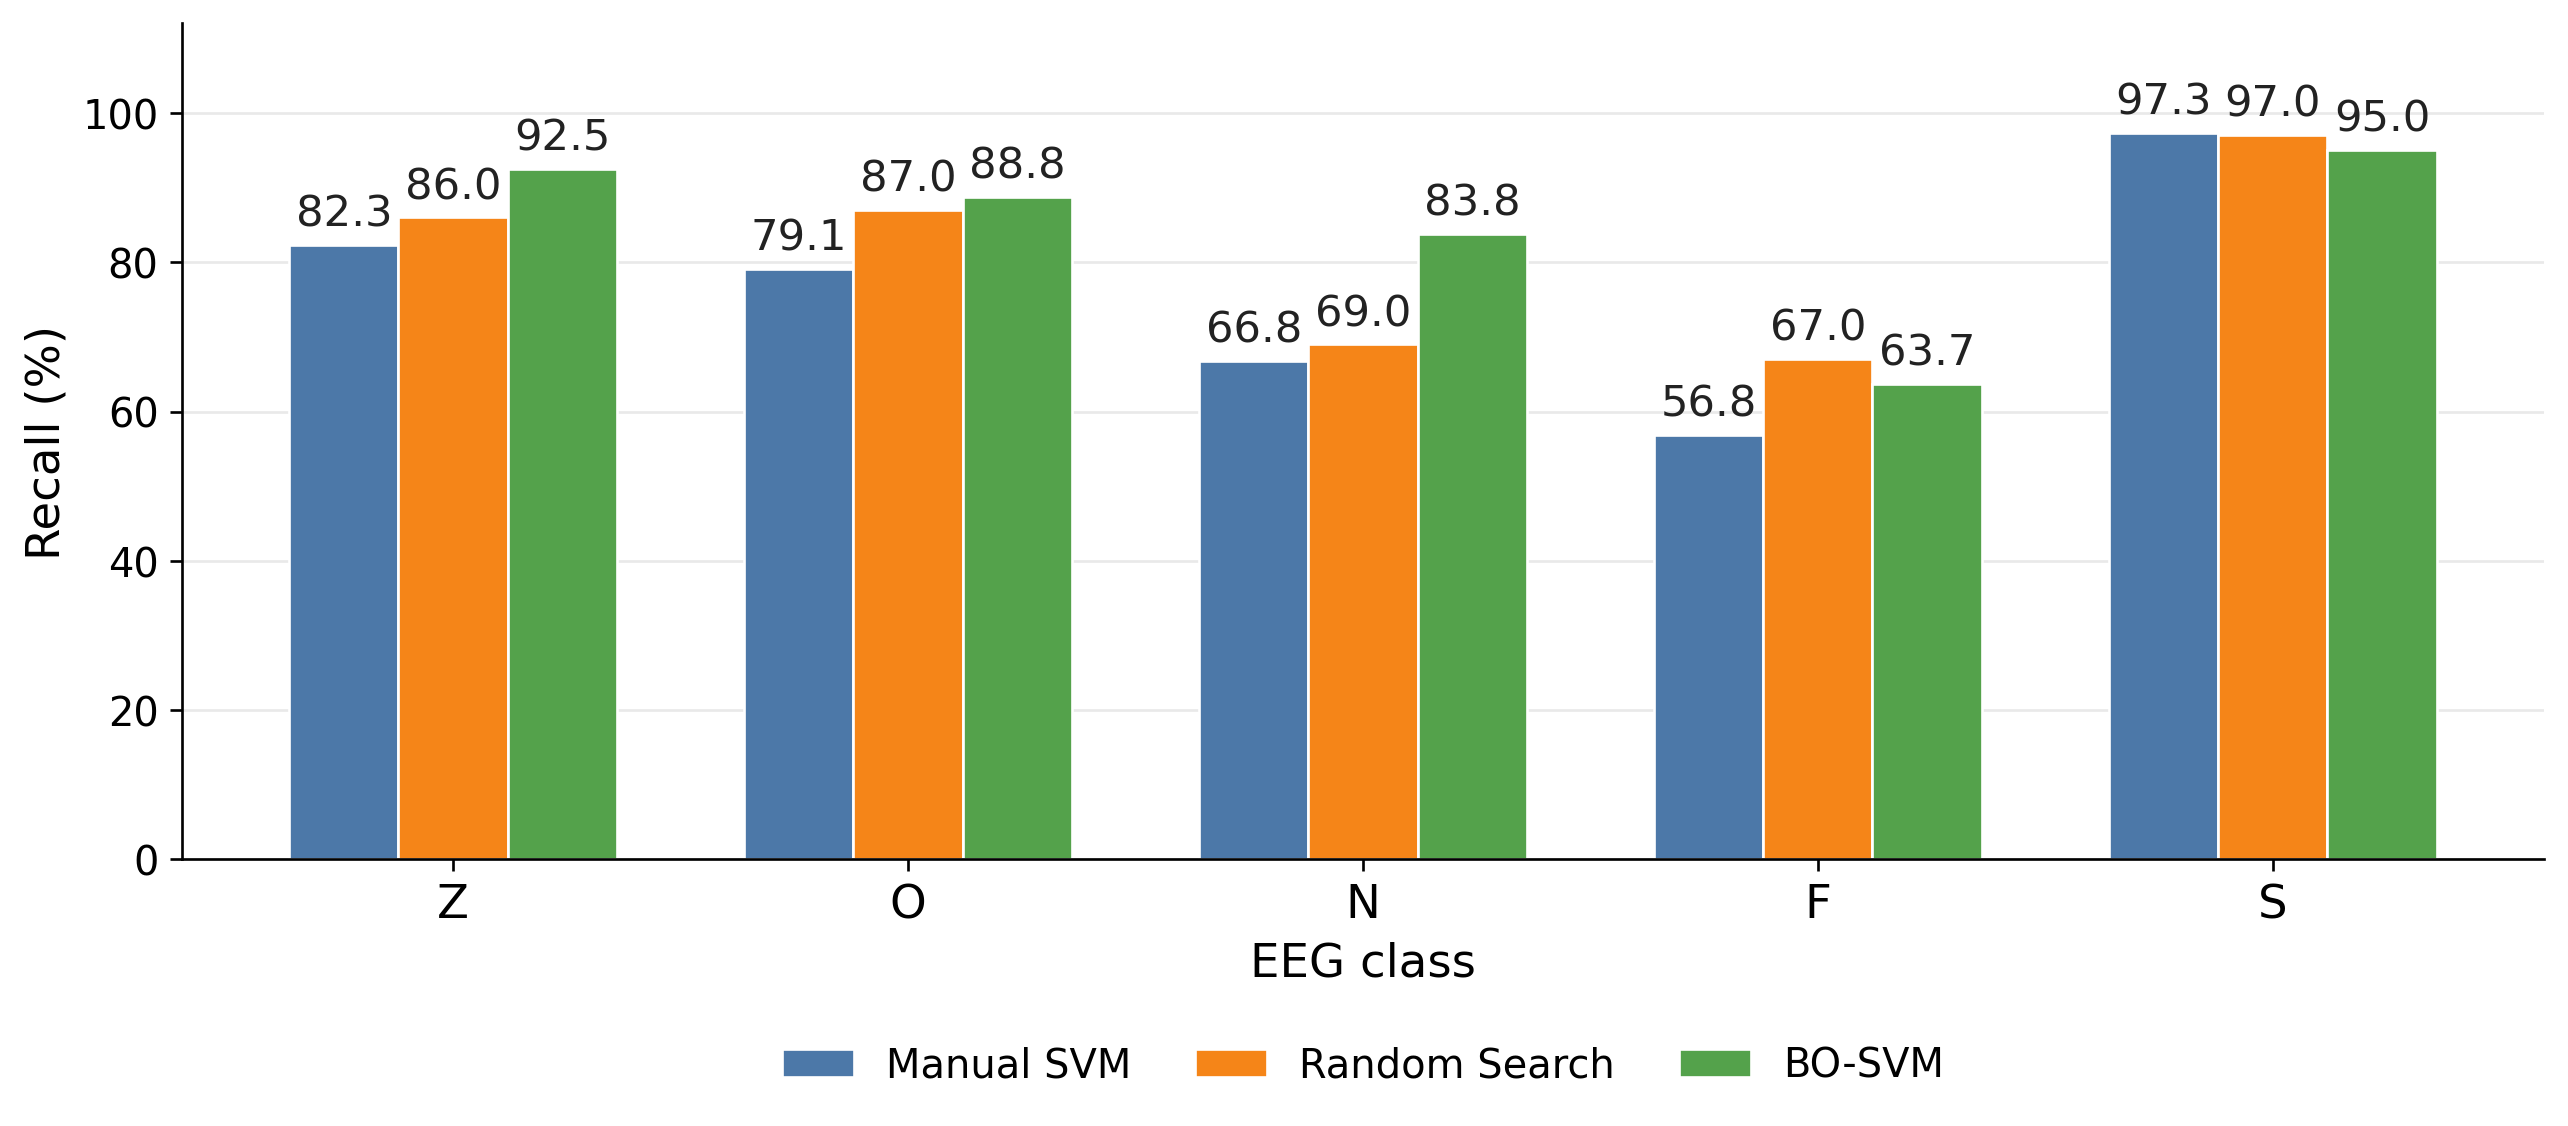 Recall (%)
100
80
60
40
20
0
82.3 86.0 92.5
79.1 87.0 88.8
66.8 69.0 83.8
56.8 67.0 63.7
97.3 97.0 95.0
Z O N F S
EEG class
Manual SVM Random Search BO-SVM